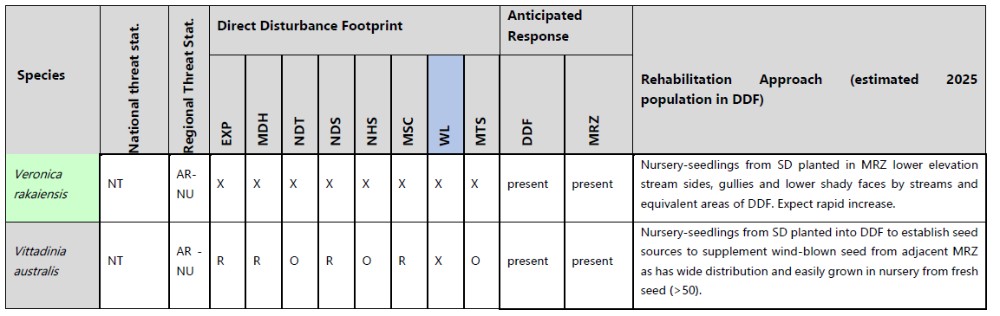 Species
National threat stat.
Regional Threat Stat.
Direct Disturbance Footprint
Anticipated
Response
Rehabilitation Approach (estimated 2025
population in DDF)
EXP
MDH
NDT
NDS
NHS
MSC
WL
MTS
DDF
MRZ
Veronica
rakaiensis
NT
AR-
NU
X
X
X
X
X
X
X
X
present
present
Nursery-seedlings from SD planted in MRZ lower elevation
stream sides, gullies and lower shady faces by streams and
equivalent areas of DDF. Expect rapid increase.
Vittadinia
australis
NT
AR -
NU
R
R
O
R
O
R
X
O
present
present
Nursery-seedlings from SD planted into DDF to establish seed
sources to supplement wind-blown seed from adjacent MRZ
as has wide distribution and easily grown in nursery from fresh
seed (>50).